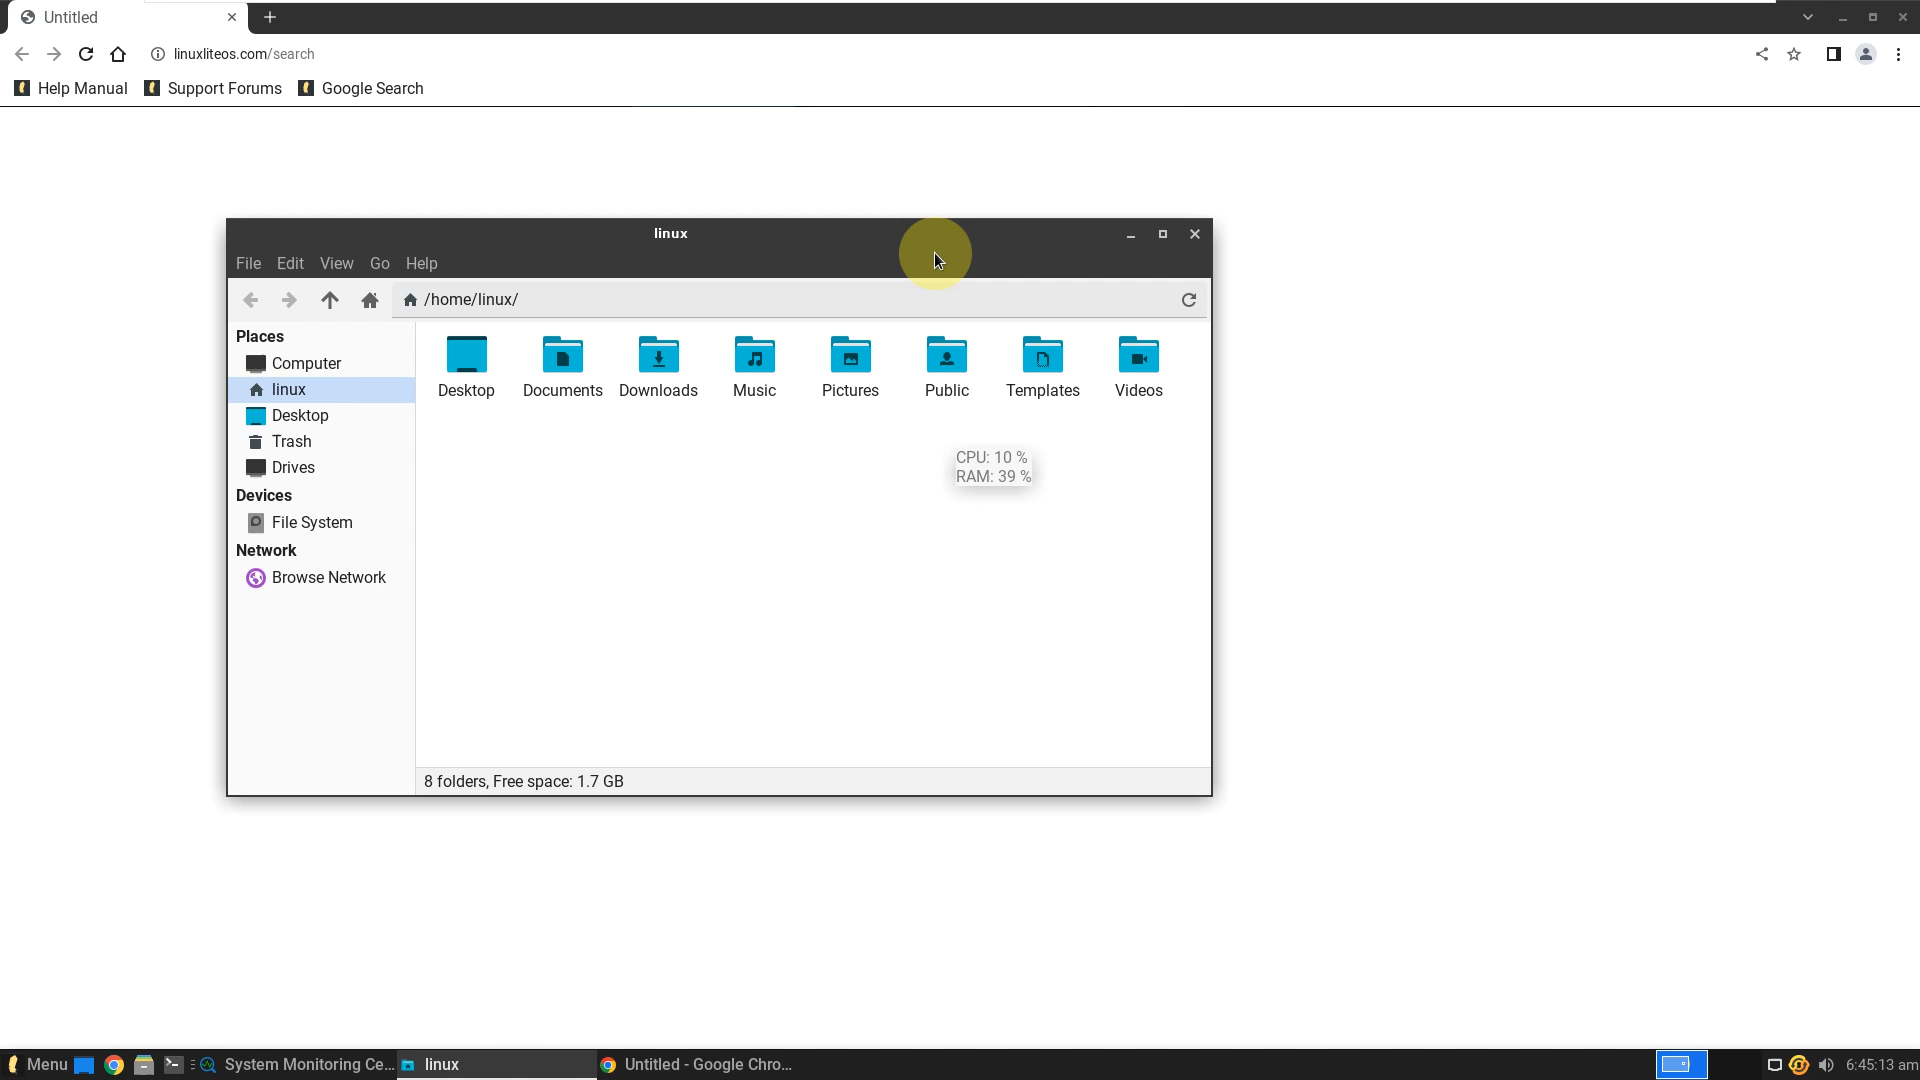 Untitled
linuxliteos.com/search
Help Manual Support Forums Google Search
linux
File Edit View Go Help
/home/linux/
Places
Computer
linux
Desktop
Trash
Drives
Devices
File System
Network
Browse Network
Desktop Documents Downloads Music Pictures Public Templates Videos
CPU: 10 %
RAM: 39 %
8 folders, Free space: 1.7 GB
Menu System Monitoring Ce... linux Untitled - Google Chro... 6:45:13 am